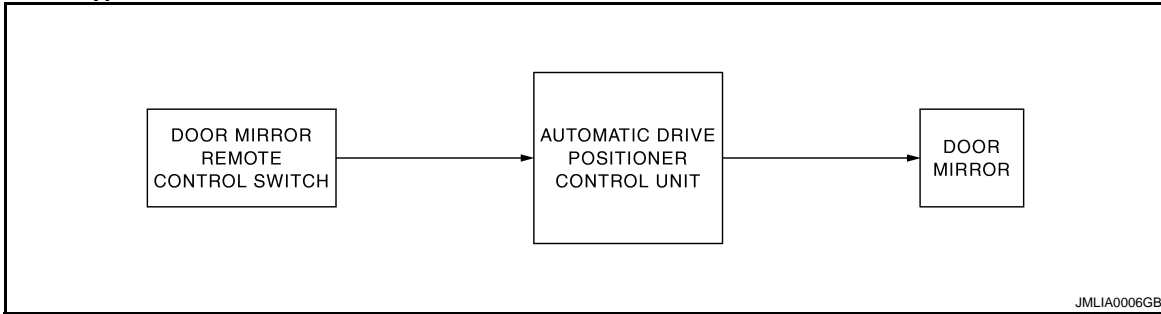 DOOR MIRROR
REMOTE
CONTROL SWITCH
AUTOMATIC DRIVE
POSITIONER
CONTROL UNIT
DOOR
MIRROR
JMLIA0006GB